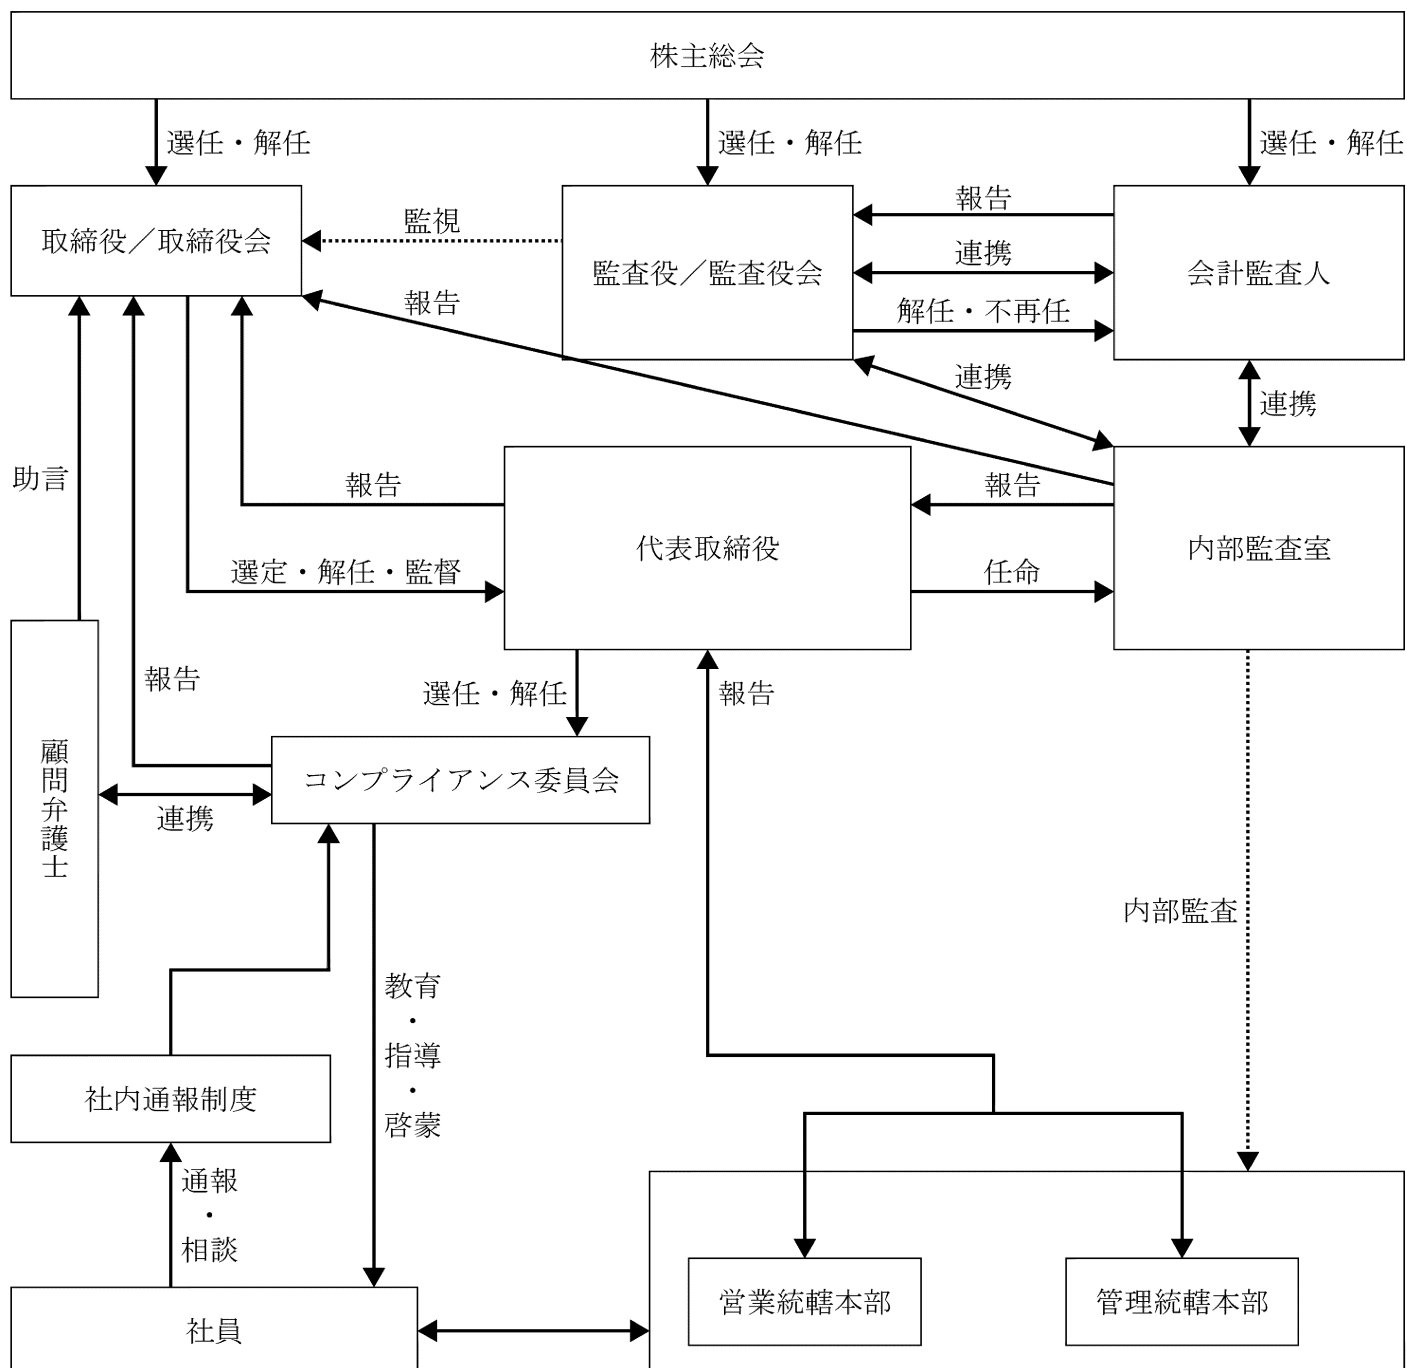 株主総会
選任・解任
選任・解任
選任・解任
取締役／取締役会
監視
監査役／監査役会
報告
連携
解任・不再任
会計監査人
報告
連携
連携
助言
報告
選定・解任・監督
代表取締役
報告
任命
内部監査室
報告
選任・解任
報告
顧問弁護士
連携
コンプライアンス委員会
内部監査
教育・指導・啓蒙
社内通報制度
通報・相談
社員
営業統轄本部
管理統轄本部